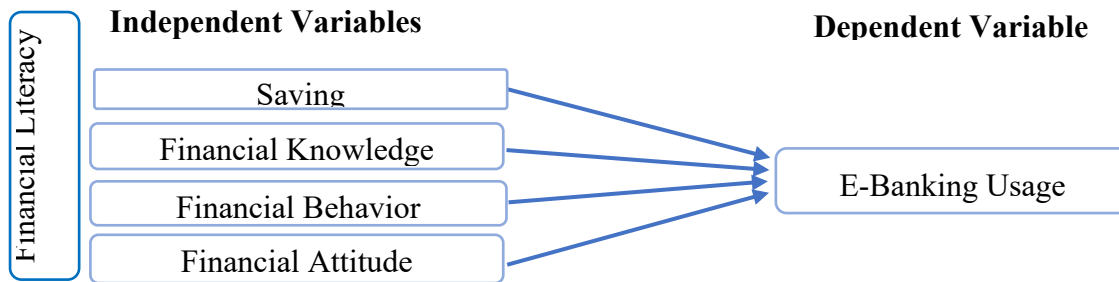 Independent Variables
Dependent Variable
Financial Literacy
Saving
Financial Knowledge
Financial Behavior
Financial Attitude
E-Banking Usage